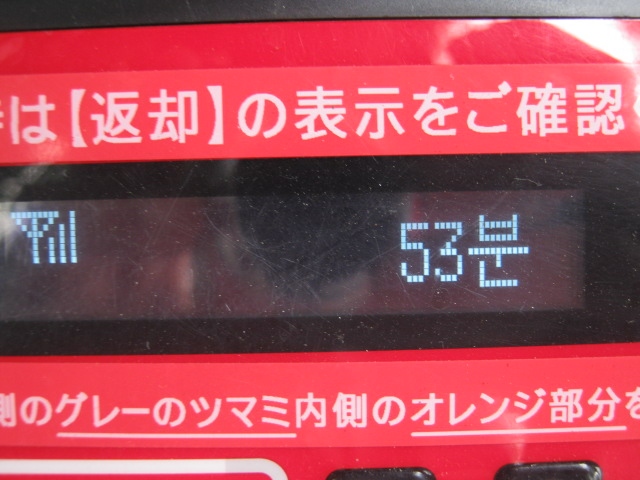 は【返却】の表示をご確認
53분
側のグレーのツマミ内側のオレンジ部分を